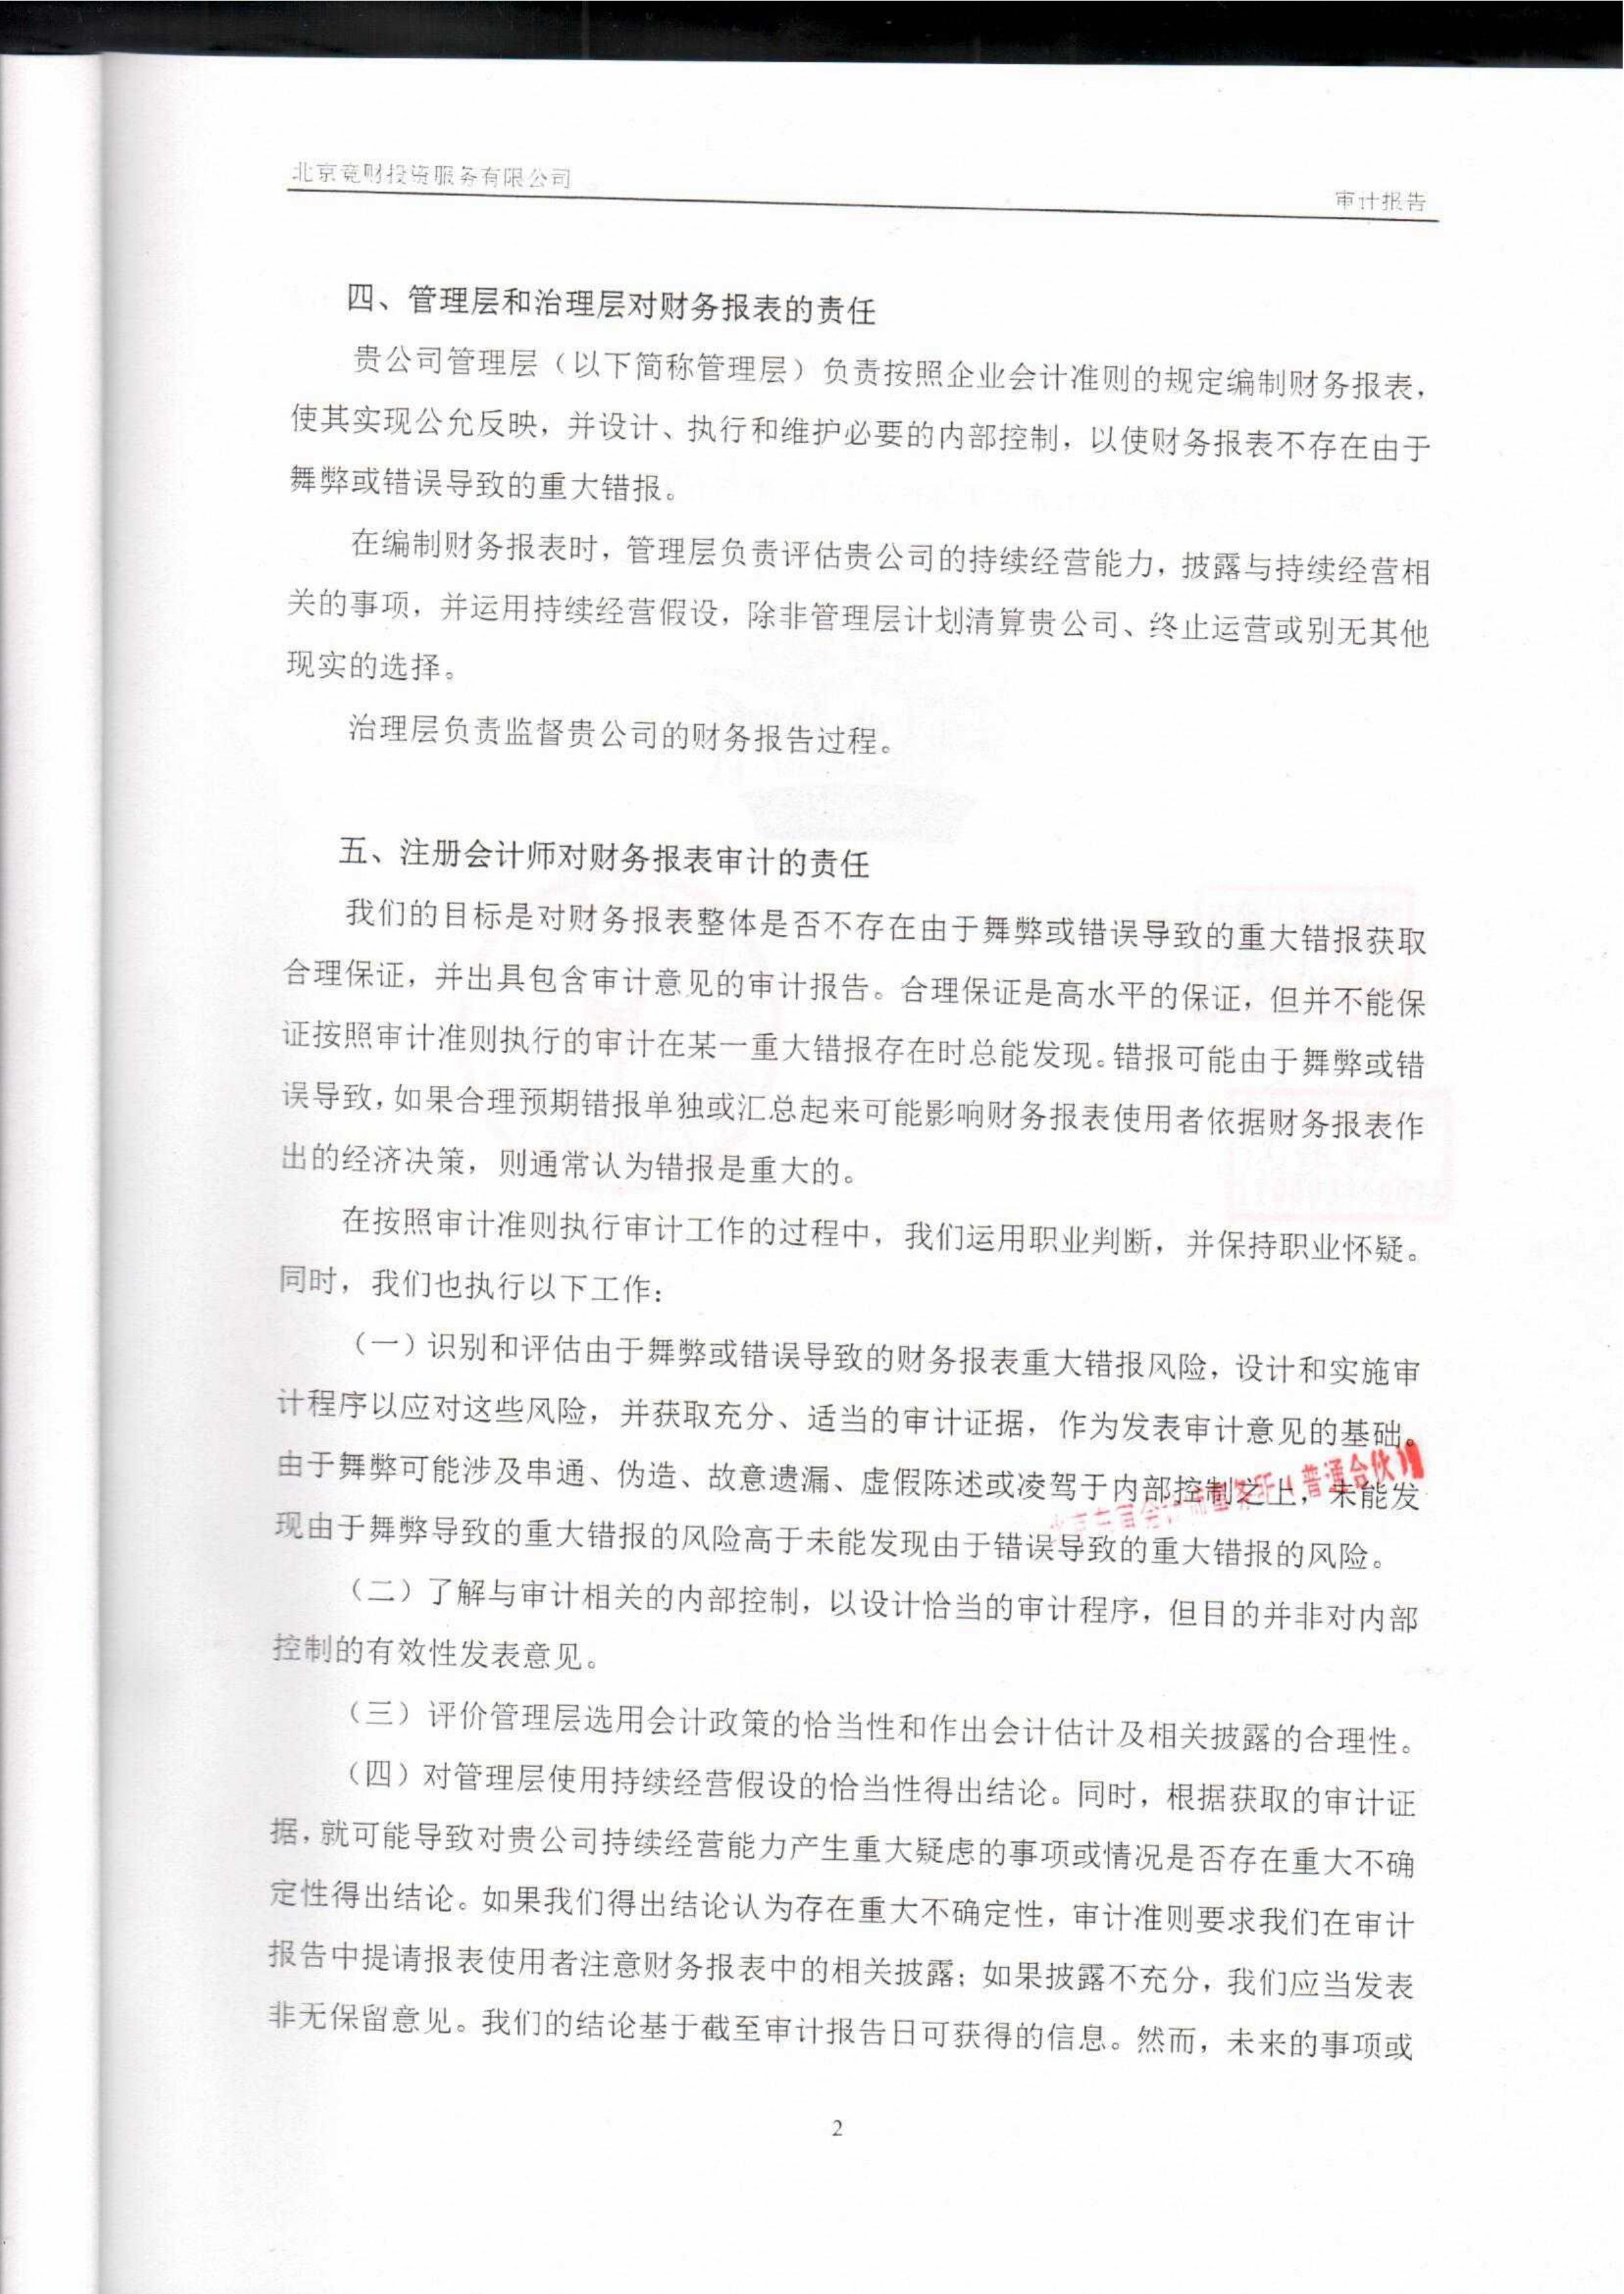 北京竞财投资服务有限公司
审计报告
四、管理层和治理层对财务报表的责任
贵公司管理层（以下简称管理层）负责按照企业会计准则的规定编制财务报表，
使其实现公允反映，并设计、执行和维护必要的内部控制，以使财务报表不存在由于
舞弊或错误导致的重大错报。
在编制财务报表时，管理层负责评估贵公司的持续经营能力，披露与持续经营相
关的事项，并运用持续经营假设，除非管理层计划清算贵公司、终止运营或别无其他
现实的选择。
治理层负责监督贵公司的财务报告过程。
五、注册会计师对财务报表审计的责任
我们的目标是对财务报表整体是否不存在由于舞弊或错误导致的重大错报获取
合理保证，并出具包含审计意见的审计报告。合理保证是高水平的保证，但并不能保
证按照审计准则执行的审计在某一重大错报存在时总能发现。错报可能由于舞弊或错
误导致，如果合理预期错报单独或汇总起来可能影响财务报表使用者依据财务报表作
出的经济决策，则通常认为错报是重大的。
在按照审计准则执行审计工作的过程中，我们运用职业判断，并保持职业怀疑。
同时，我们也执行以下工作：
（一）识别和评估由于舞弊或错误导致的财务报表重大错报风险，设计和实施审
计程序以应对这些风险，并获取充分、适当的审计证据，作为发表审计意见的基础。
由于舞弊可能涉及串通、伪造、故意遗漏、虚假陈述或凌驾于内部控制之上，未能发
现由于舞弊导致的重大错报的风险高于未能发现由于错误导致的重大错报的风险。
（普通合伙）
（二）了解与审计相关的内部控制，以设计恰当的审计程序，但目的并非对内部
控制的有效性发表意见。
（三）评价管理层选用会计政策的恰当性和作出会计估计及相关披露的合理性。
（四）对管理层使用持续经营假设的恰当性得出结论。同时，根据获取的审计证
据，就可能导致对贵公司持续经营能力产生重大疑虑的事项或情况是否存在重大不确
定性得出结论。如果我们得出结论认为存在重大不确定性，审计准则要求我们在审计
报告中提请报表使用者注意财务报表中的相关披露；如果披露不充分，我们应当发表
非无保留意见。我们的结论基于截至审计报告日可获得的信息。然而，未来的事项或
2